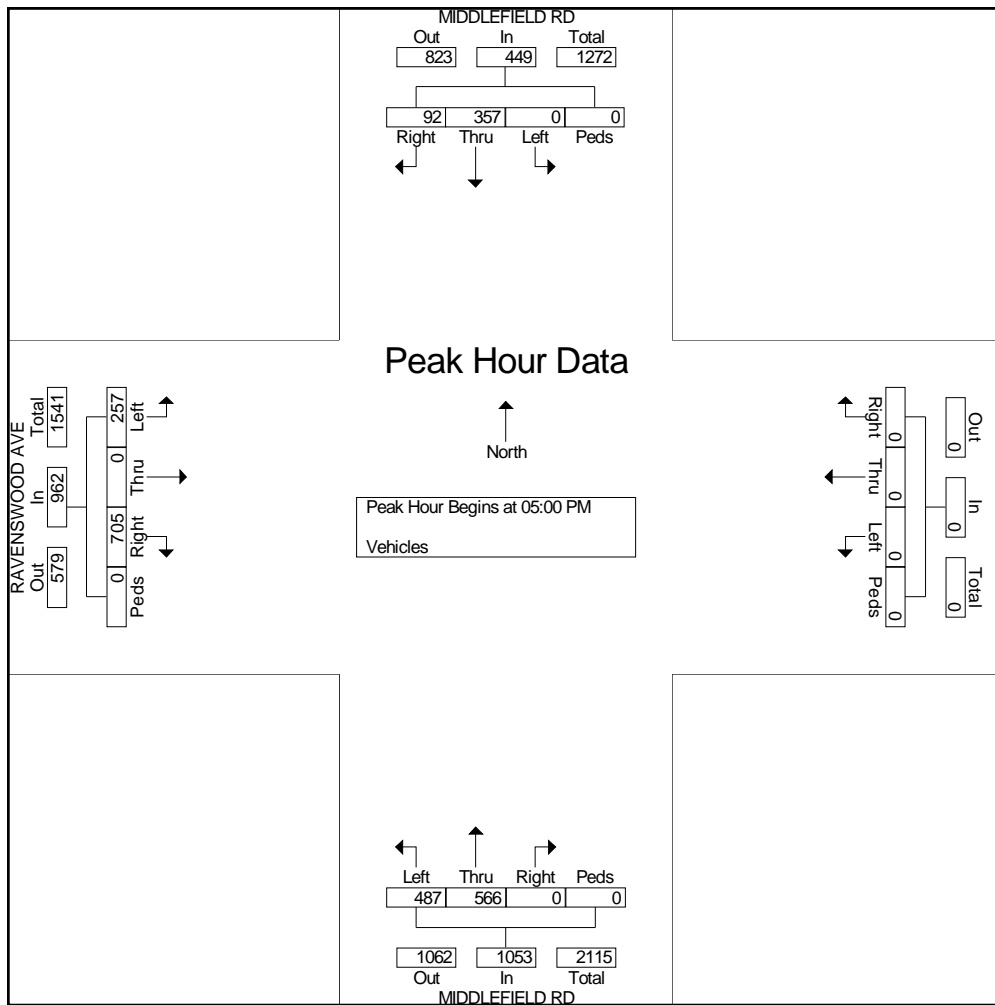 MIDDLEFIELD RD
Out In Total
823 449 1272
92 357 0 0
Right Thru Left Peds
Peak Hour Data
North
Peak Hour Begins at 05:00 PM
Vehicles
RAVENSWOOD AVE
Out In Total
579 962 1541
0 705 0 257
Peds Right Thru Left
Out In Total
0 0 0
Right Thru Left Peds
0 0 0 0
Left Thru Right Peds
487 566 0 0
1062 1053 2115
Out In Total
MIDDLEFIELD RD